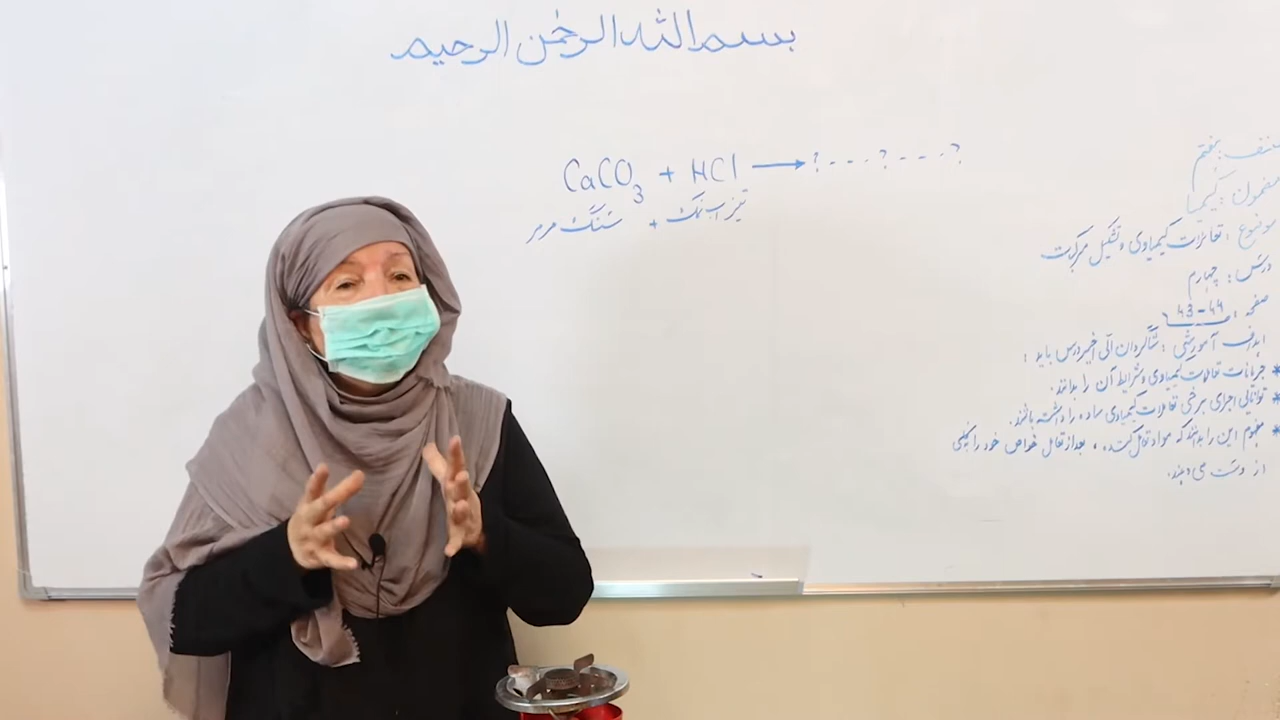 بسم الله الرحمن الرحیم
CaCO3 + HCl → ? - - - . ? - - - . ?
سنگ مرمر + تیزاب نمک
صنف: هفتم
مضمون: کیمیا
موضوع: تعاملات کیمیاوی و تشکیل مرکبات
درس: چهارم
صفحه: 43-44
اهداف آموزشی: شاگردان الی اخیر درس باید:
* جریانات تعاملات کیمیاوی و شرایط آن را بدانند.
* توانایی اجرای برخی تعاملات کیمیاوی ساده را داشته باشند.
* مفهوم این را بدانند که مواد تعامل کننده، بعد از تعامل خواص خود را بکلی
از دست می دهند.